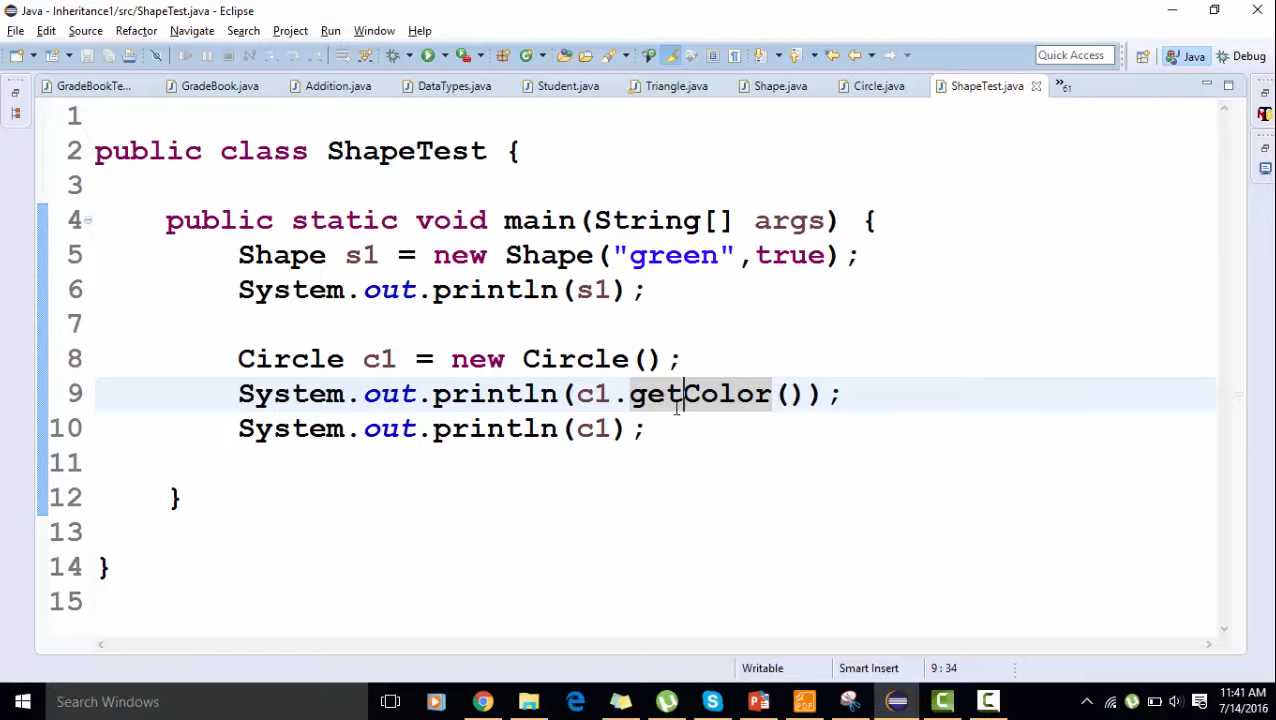 Java - Inheritance1/src/ShapeTest.java - Eclipse
File Edit Source Refactor Navigate Search Project Run Window Help
Quick Access Java Debug
GradeBookTe... GradeBook.java Addition.java DataTypes.java Student.java Triangle.java Shape.java Circle.java ShapeTest.java »61
1
2 public class ShapeTest {
3
4 public static void main(String[] args) {
5 Shape s1 = new Shape("green",true);
6 System.out.println(s1);
7
8 Circle c1 = new Circle();
9 System.out.println(c1.getColor());
10 System.out.println(c1);
11
12 }
13
14 }
15
Writable Smart Insert 9:34
Search Windows
11:41 AM
7/14/2016